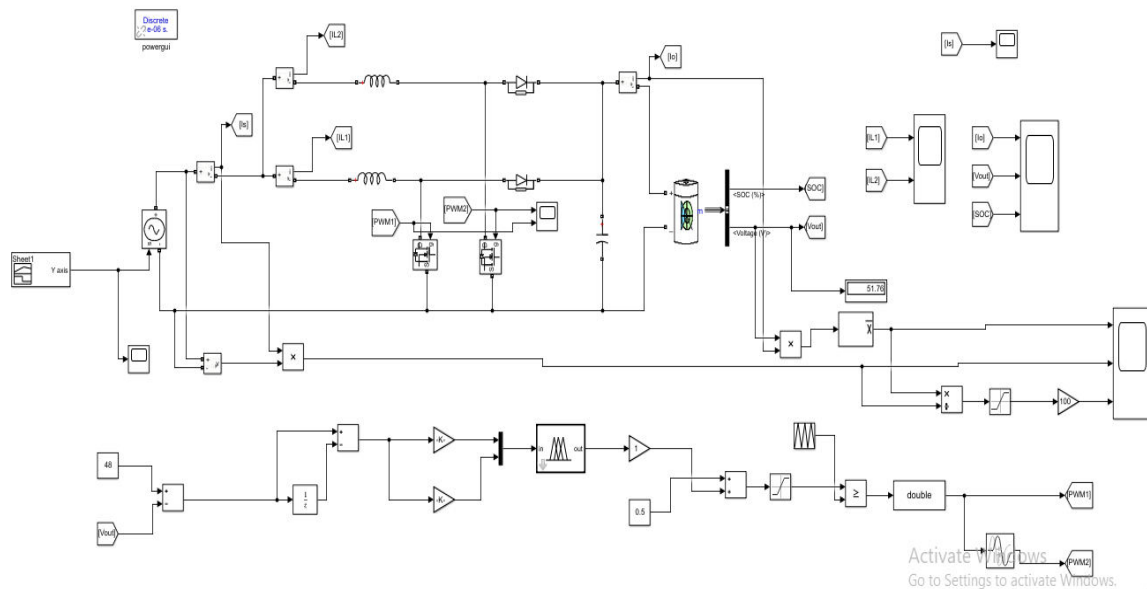 Discrete
e-06 s.
powergui
[IL2]
[Io]
[Is]
[Is]
[IL1]
[IL1]
[Io]
[IL2]
[Vout]
[SOC]
[PWM2]
[PWM1]
<SOC (%)>
SOC]
m
<Voltage (V)>
Vout]
Sheet1
Y axis
51.76
×
×
×
100
48
-K-
in
out
1
-K-
[Vout]
0.5
≥
double
[PWM1]
[PWM2]
Activate Windows
Go to Settings to activate Windows.